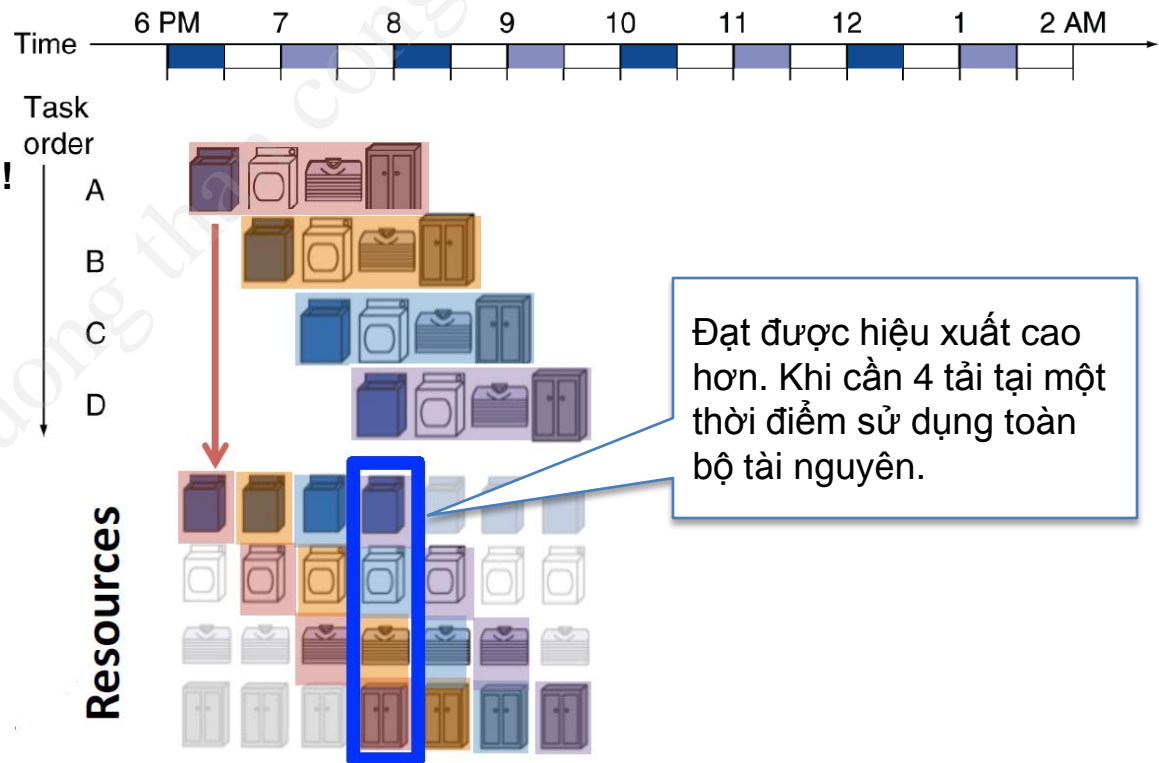 6 PM 7 8 9 10 11 12 1 2 AM
Time
Task
order
!
A
B
C
D
Đạt được hiệu xuất cao
hơn. Khi cần 4 tải tại một
thời điểm sử dụng toàn
bộ tài nguyên.
Resources